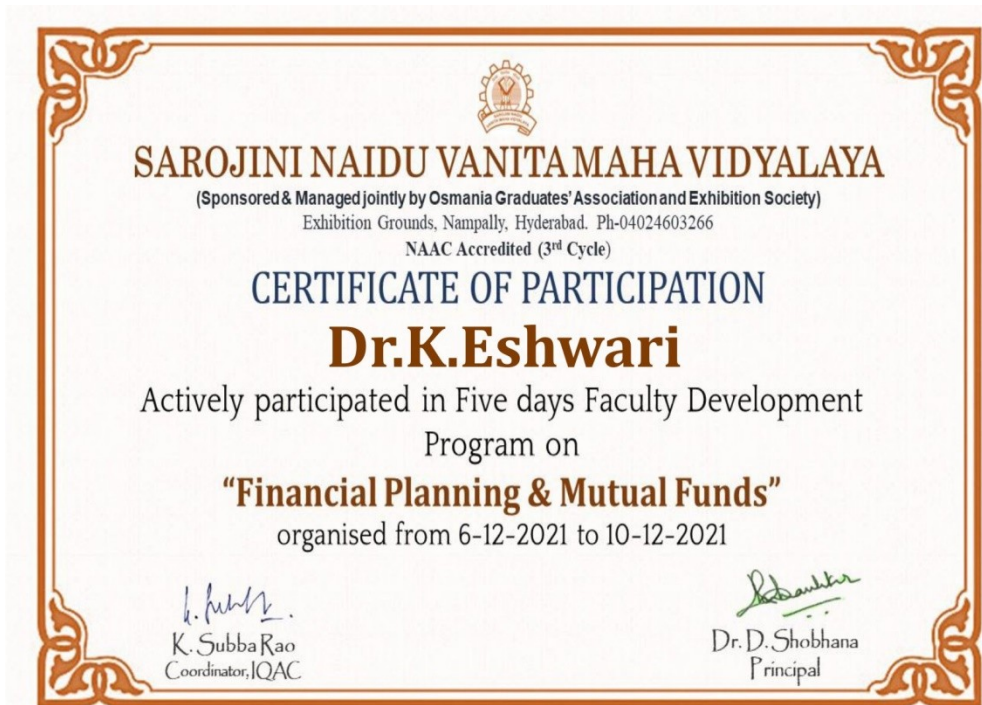 SAROJINI NAIDU VANITA MAHA VIDYALAYA
(Sponsored & Managed jointly by Osmania Graduates' Association and Exhibition Society)
Exhibition Grounds, Nampally, Hyderabad. Ph-04024603266
NAAC Accredited (3rd Cycle)
CERTIFICATE OF PARTICIPATION
Dr.K.Eshwari
Actively participated in Five days Faculty Development
Program on
“Financial Planning & Mutual Funds”
organised from 6-12-2021 to 10-12-2021
K. Subba Rao
Coordinator, IQAC
Dr. D. Shobhana
Principal